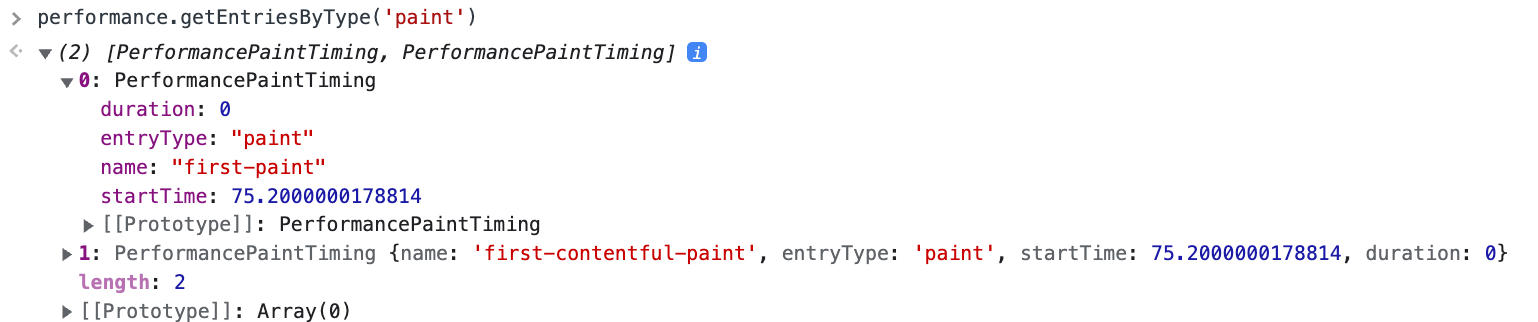 performance.getEntriesByType('paint')
(2) [PerformancePaintTiming, PerformancePaintTiming] i
0: PerformancePaintTiming
duration: 0
entryType: "paint"
name: "first-paint"
startTime: 75.2000000178814
[[Prototype]]: PerformancePaintTiming
1: PerformancePaintTiming {name: 'first-contentful-paint', entryType: 'paint', startTime: 75.2000000178814, duration: 0}
length: 2
[[Prototype]]: Array(0)